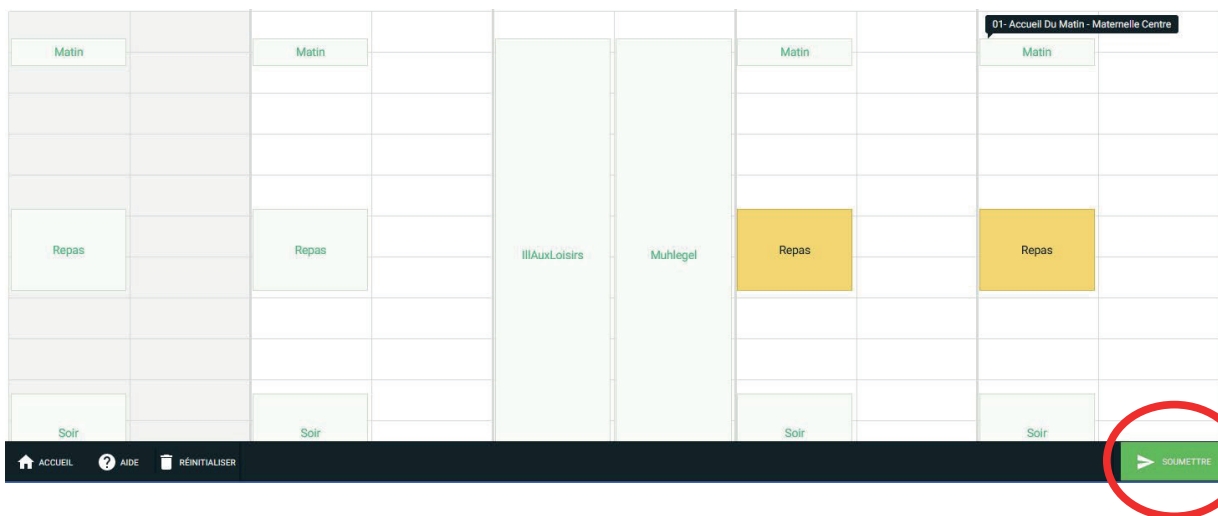 01- Accueil Du Matin - Maternelle Centre
Matin
Matin
Matin
Matin
Repas
Repas
IllAuxLoisirs
Muhlegel
Repas
Repas
Soir
Soir
Soir
Soir
ACCUEIL
AIDE
RÉINITIALISER
SOUMETTRE